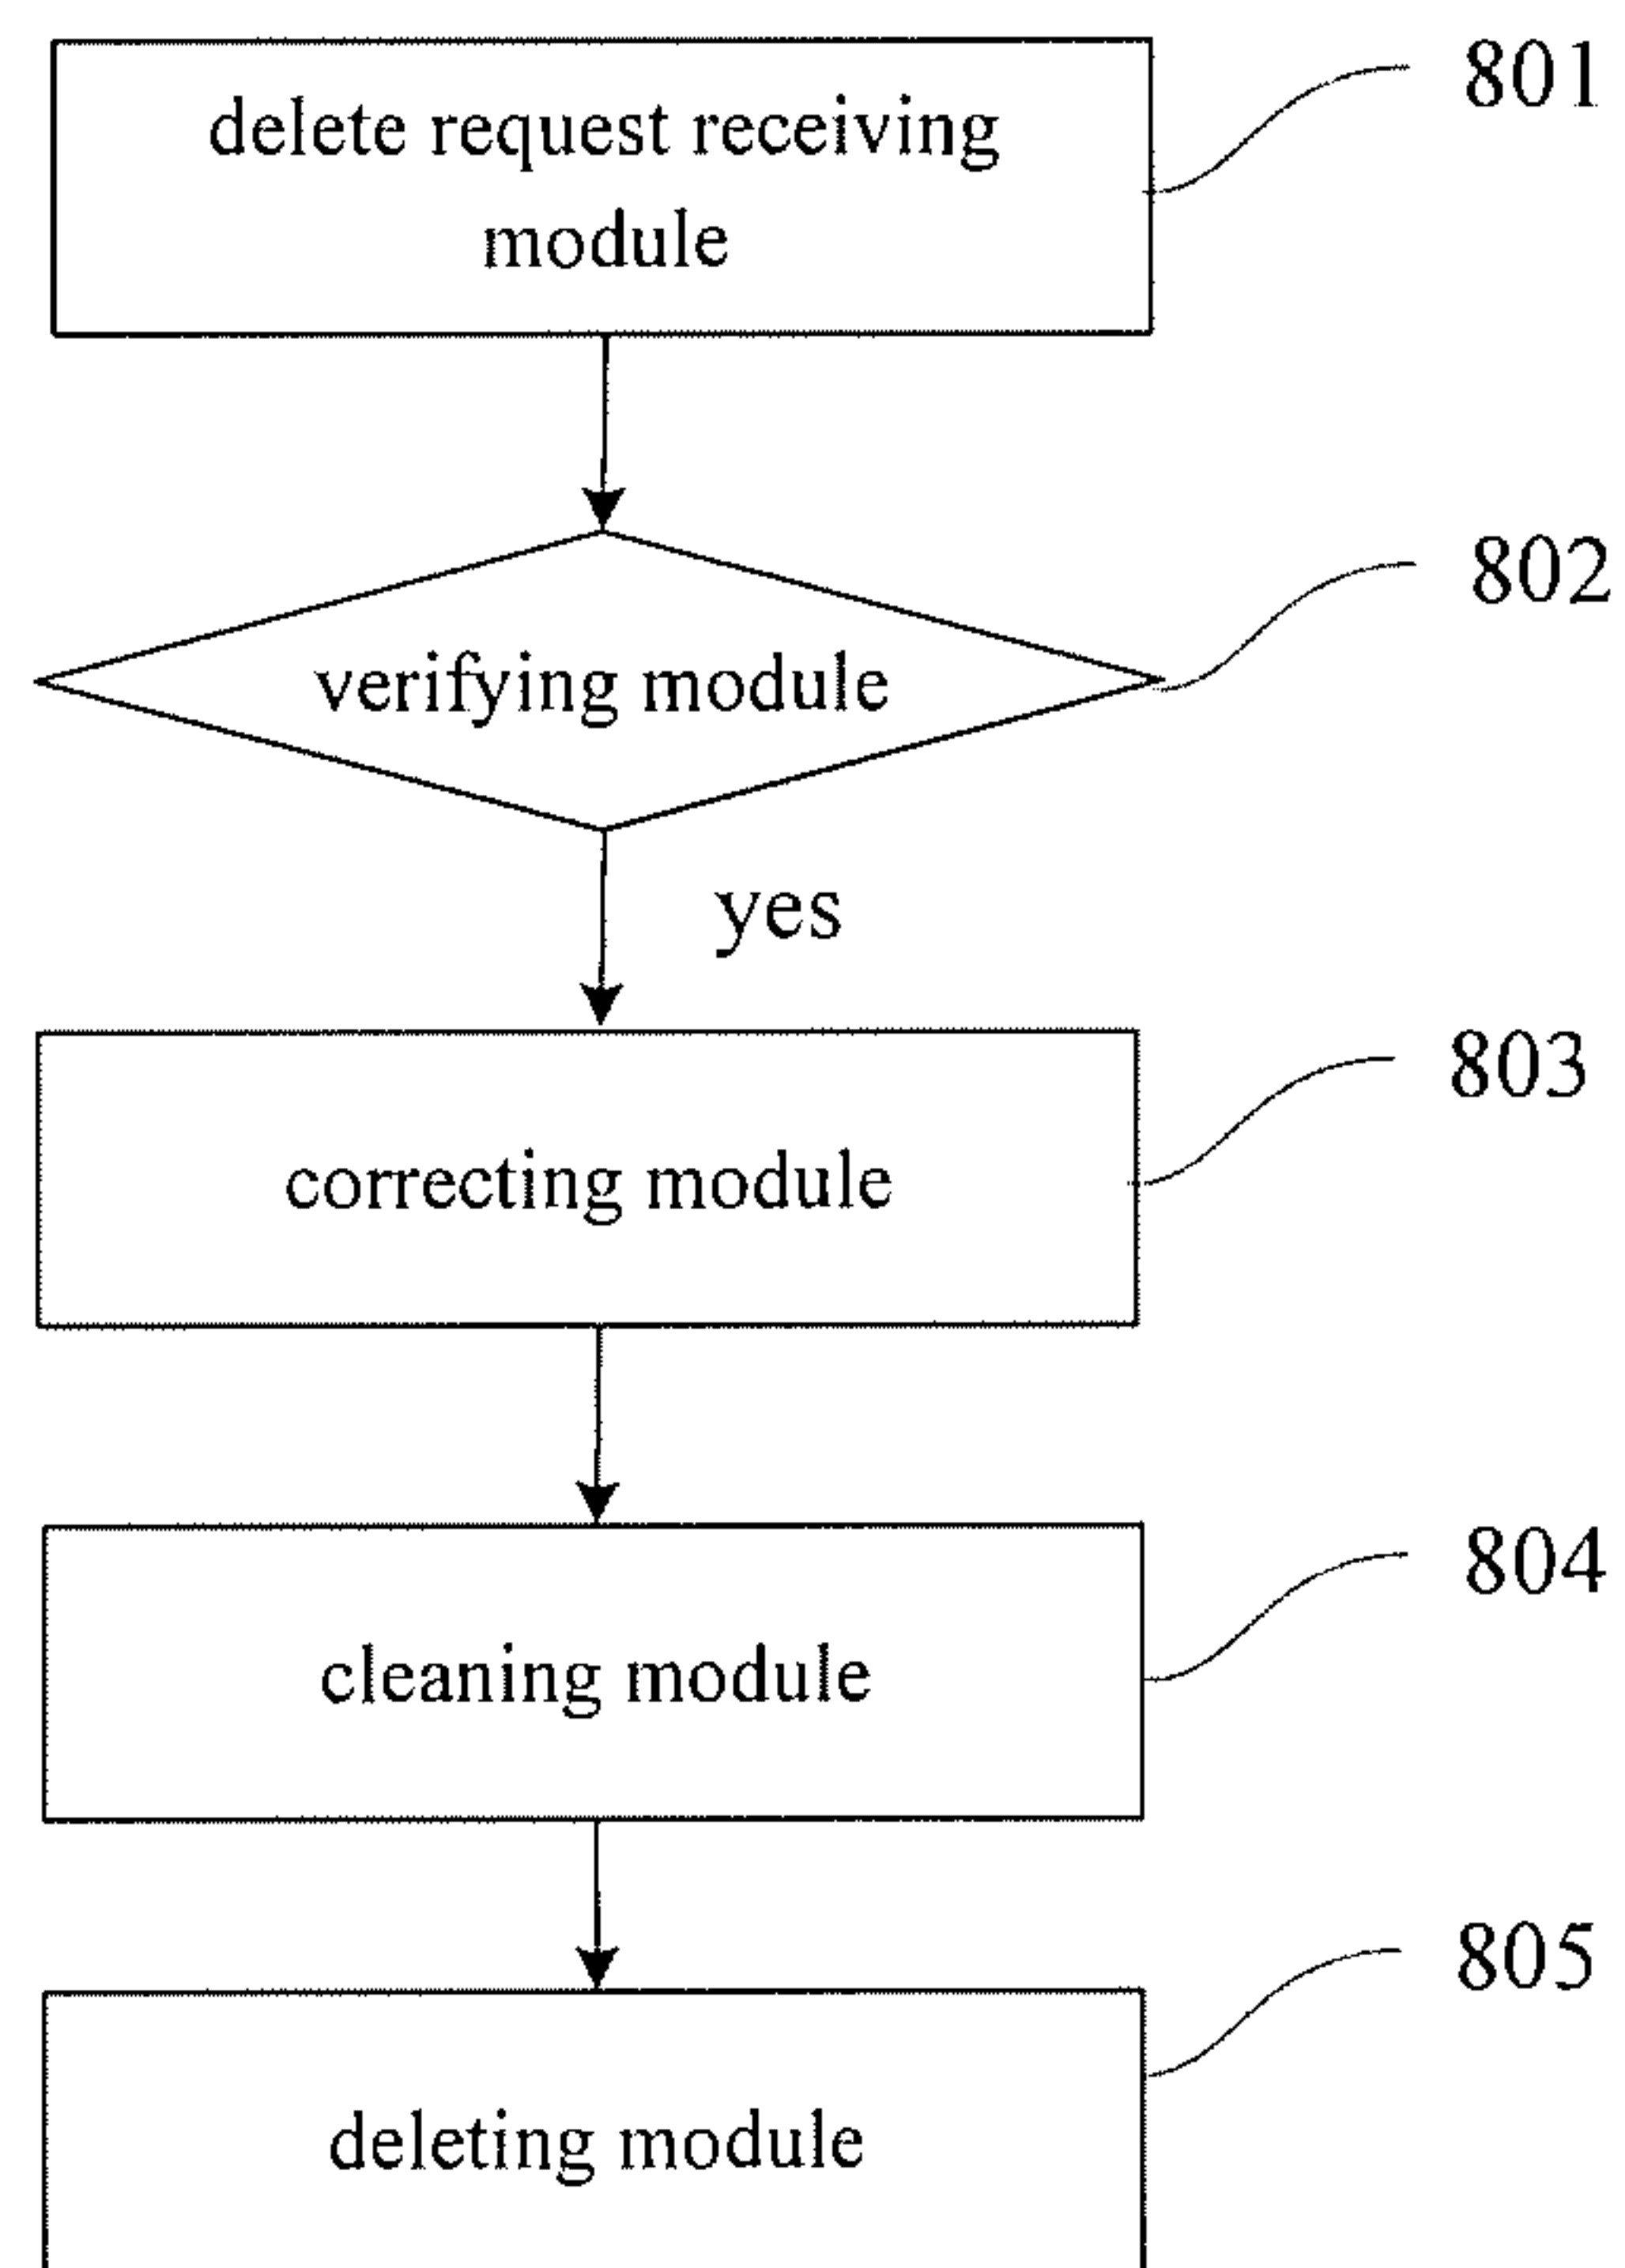 delete request receiving
module
801
verifying module
802
yes
correcting module
803
cleaning module
804
deleting module
805